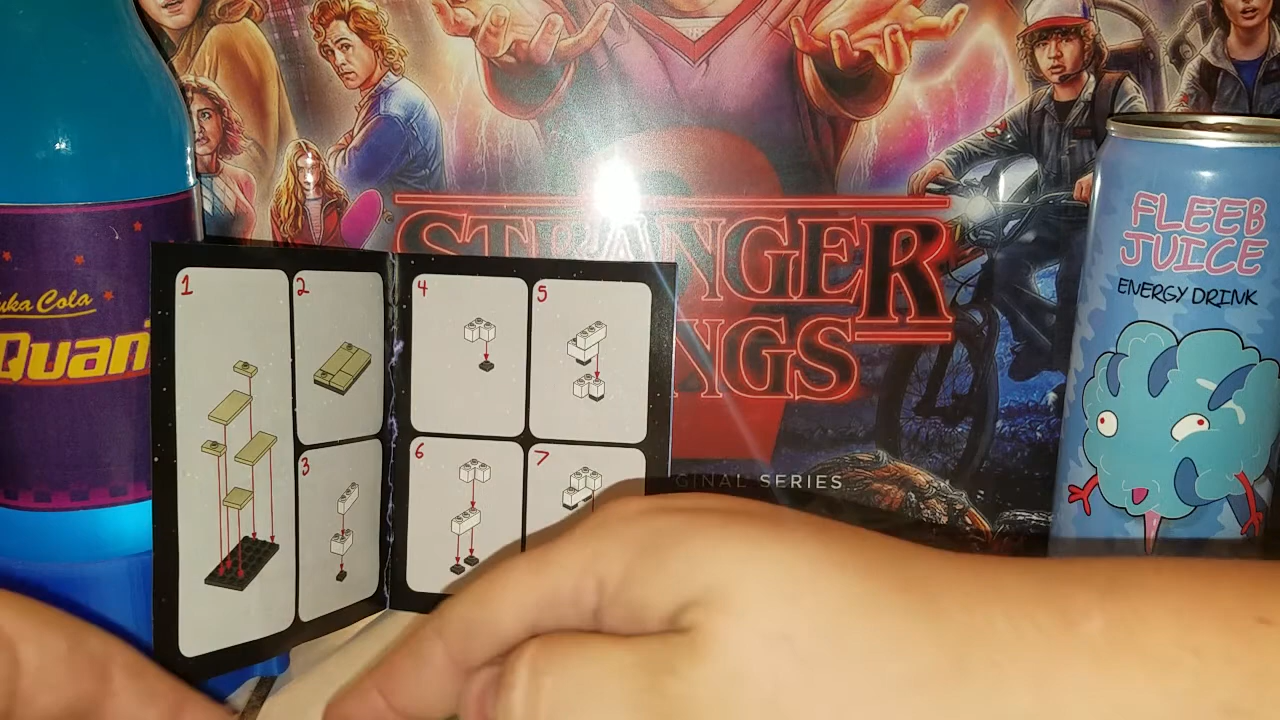 uka Cola
Quan
1
2
3
4
5
6
7
STRANGER
NGS
GINAL SERIES
FLEEB
JUICE
ENERGY DRINK